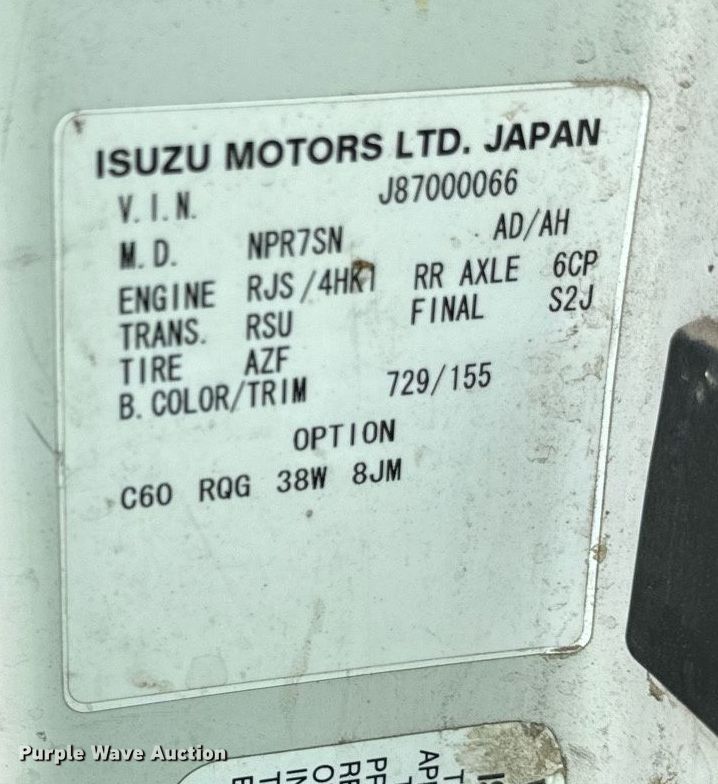 ISUZU MOTORS LTD. JAPAN
V.I.N. J87000066
M.D. NPR7SN AD/AH
ENGINE RJS/4HK1 RR AXLE 6CP
TRANS. RSU FINAL S2J
TIRE AZF
B.COLOR/TRIM 729/155
OPTION
C60 RQG 38W 8JM
Purple Wave Auction